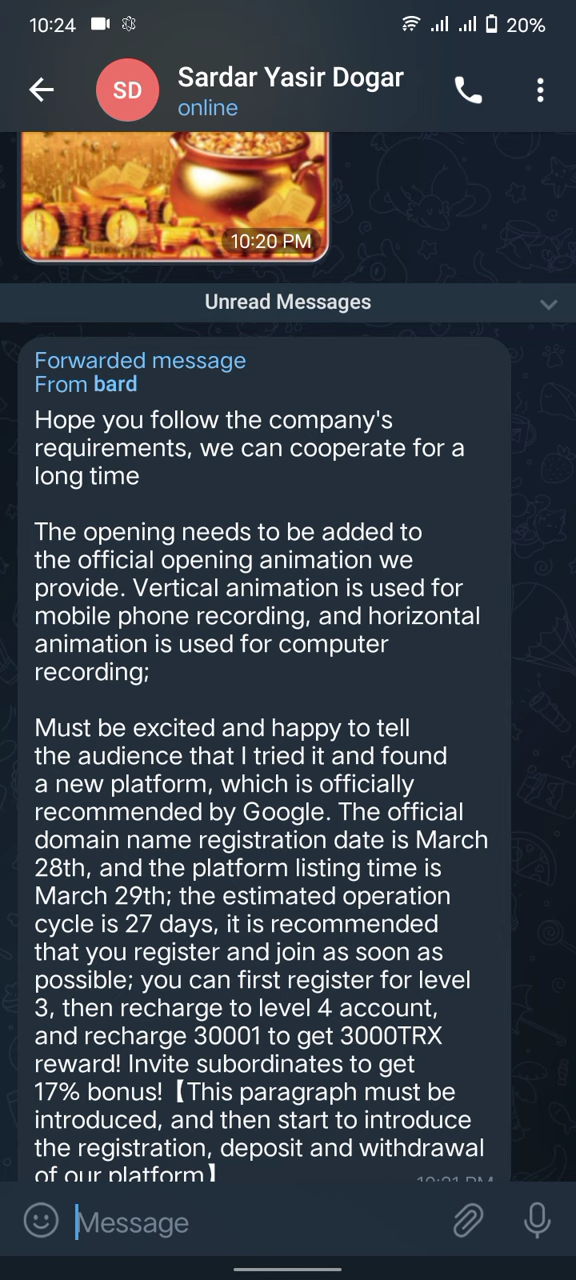 10:24
20%
SD
Sardar Yasir Dogar
online
10:20 PM
Unread Messages
Forwarded message
From bard
Hope you follow the company's
requirements, we can cooperate for a
long time
The opening needs to be added to
the official opening animation we
provide. Vertical animation is used for
mobile phone recording, and horizontal
animation is used for computer
recording;
Must be excited and happy to tell
the audience that I tried it and found
a new platform, which is officially
recommended by Google. The official
domain name registration date is March
28th, and the platform listing time is
March 29th; the estimated operation
cycle is 27 days, it is recommended
that you register and join as soon as
possible; you can first register for level
3, then recharge to level 4 account,
and recharge 30001 to get 3000TRX
reward! Invite subordinates to get
17% bonus!【This paragraph must be
introduced, and then start to introduce
the registration, deposit and withdrawal
of our platform】
10:21 PM
Message